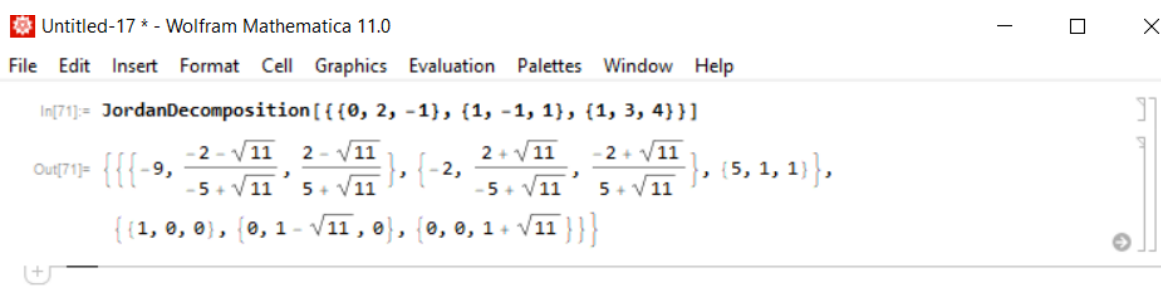 Untitled-17 * - Wolfram Mathematica 11.0
File Edit Insert Format Cell Graphics Evaluation Palettes Window Help
In[71]:= JordanDecomposition[{{0, 2, -1}, {1, -1, 1}, {1, 3, 4}}]
Out[71]= {{{-9, (-2 - √11)/(-5 + √11), (2 - √11)/(5 + √11)}, {-2, (2 + √11)/(-5 + √11), (-2 + √11)/(5 + √11)}, {5, 1, 1}},
{{1, 0, 0}, {0, 1 - √11, 0}, {0, 0, 1 + √11}}}